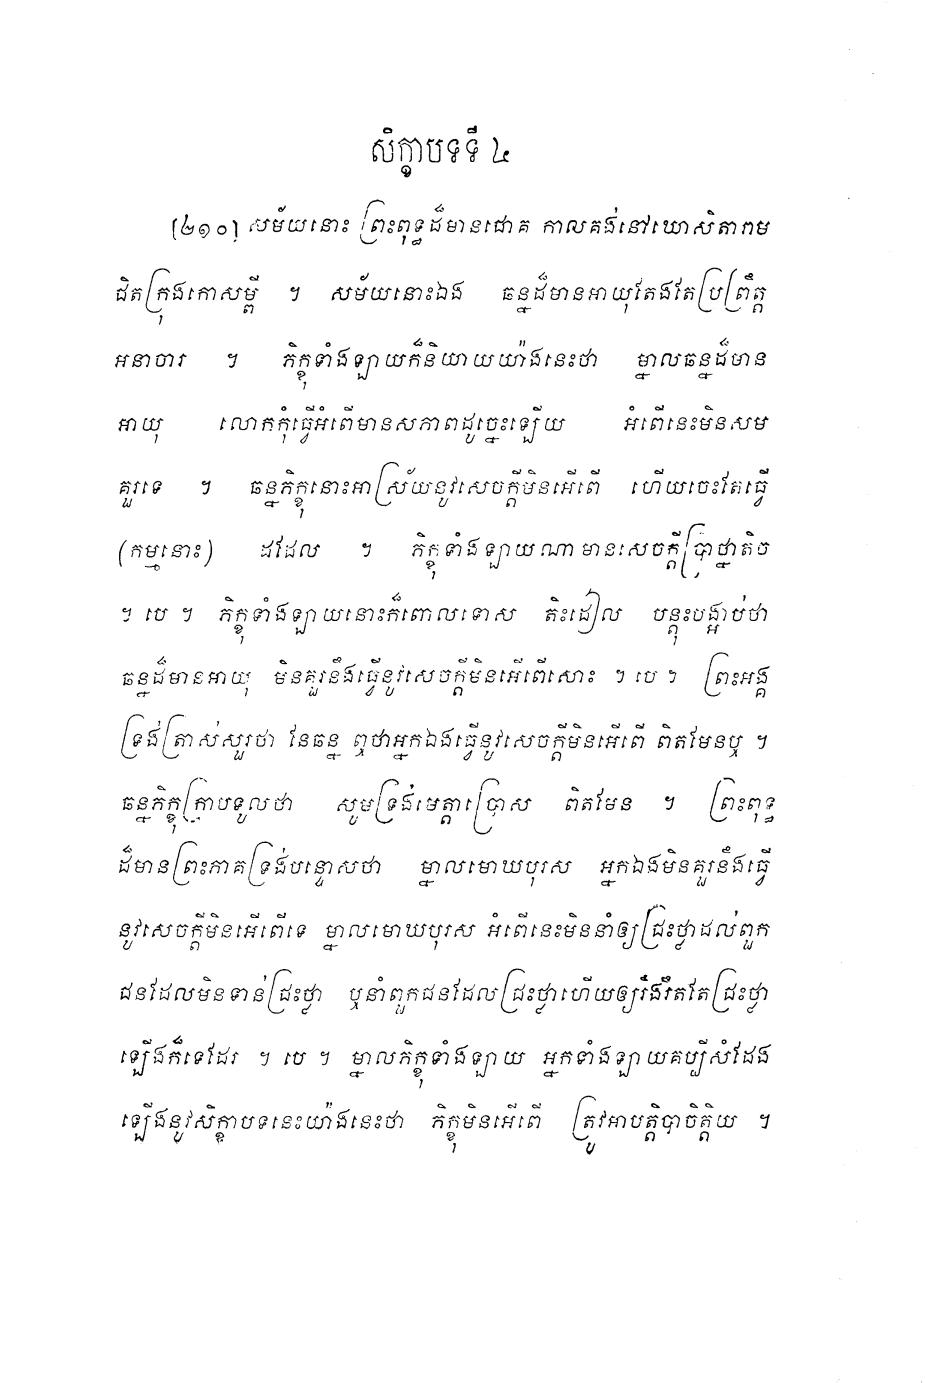 សិក្ខាបទទី ៤
[២១០] សម័យនោះ ព្រះពុទ្ធដ៏មានជោគ កាលគង់នៅឃោសិតារាម
ជិតក្រុងកោសម្ពី ។ សម័យនោះឯង ឆន្នដ៏មានអាយុតែងតែប្រព្រឹត្ត
អនាចារ ។ ភិក្ខុទាំងឡាយក៏និយាយយ៉ាងនេះថា ម្នាលឆន្នដ៏មាន
អាយុ លោកកុំធ្វើអំពើមានសភាពដូច្នេះឡើយ អំពើនេះមិនសម
គួរទេ ។ ឆន្នភិក្ខុនោះអាស្រ័យនូវសេចក្តីមិនអើពើ ហើយចេះតែធ្វើ
(កម្មនោះ) ដដែល ។ ភិក្ខុទាំងឡាយណាមានសេចក្តីប្រាថ្នាតិច
។ បេ ។ ភិក្ខុទាំងឡាយនោះក៏ពោលទោស តិះដៀល បន្តុះបង្អាប់ថា
ឆន្នដ៏មានអាយុ មិនគួរនឹងធ្វើនូវសេចក្តីមិនអើពើសោះ ។ បេ ។ ព្រះអង្គ
ទ្រង់ត្រាស់សួរថា នែឆន្ន ឮថាអ្នកឯងធ្វើនូវសេចក្តីមិនអើពើ ពិតមែនឬ ។
ឆន្នភិក្ខុក្រាបទូលថា សូមទ្រង់មេត្តាប្រោស ពិតមែន ។ ព្រះពុទ្ធ
ដ៏មានព្រះភាគទ្រង់បន្ទោសថា ម្នាលមោឃបុរស អ្នកឯងមិនគួរនឹងធ្វើ
នូវសេចក្តីមិនអើពើទេ ម្នាលមោឃបុរស អំពើនេះមិននាំឲ្យជ្រះថ្លាដល់ពួក
ជនដែលមិនទាន់ជ្រះថ្លា ឬនាំពួកជនដែលជ្រះថ្លាហើយឲ្យរឹងរឹតតែជ្រះថ្លា
ឡើងក៏ទេដែរ ។ បេ ។ ម្នាលភិក្ខុទាំងឡាយ អ្នកទាំងឡាយគប្បីសំដែង
ឡើងនូវសិក្ខាបទនេះយ៉ាងនេះថា ភិក្ខុមិនអើពើ ត្រូវអាបត្តិបាចិត្តិយ ។